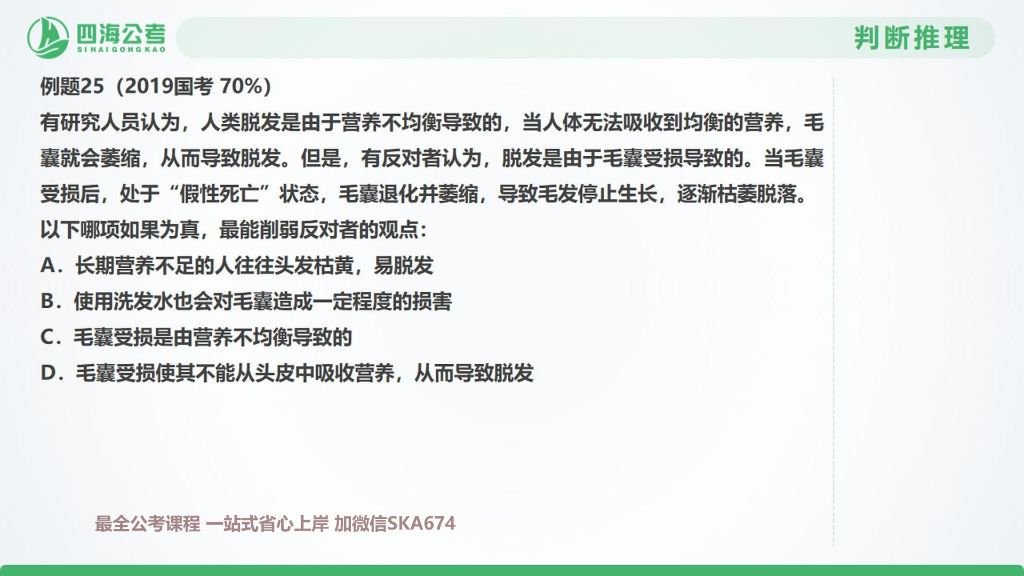 四海公考
SIHAIGONGKAO
判断推理
例题25（2019国考 70%）
有研究人员认为，人类脱发是由于营养不均衡导致的，当人体无法吸收到均衡的营养，毛
囊就会萎缩，从而导致脱发。但是，有反对者认为，脱发是由于毛囊受损导致的。当毛囊
受损后，处于“假性死亡”状态，毛囊退化并萎缩，导致毛发停止生长，逐渐枯萎脱落。
以下哪项如果为真，最能削弱反对者的观点：
A．长期营养不足的人往往头发枯黄，易脱发
B．使用洗发水也会对毛囊造成一定程度的损害
C．毛囊受损是由营养不均衡导致的
D．毛囊受损使其不能从头皮中吸收营养，从而导致脱发
最全公考课程 一站式省心上岸 加微信SKA674